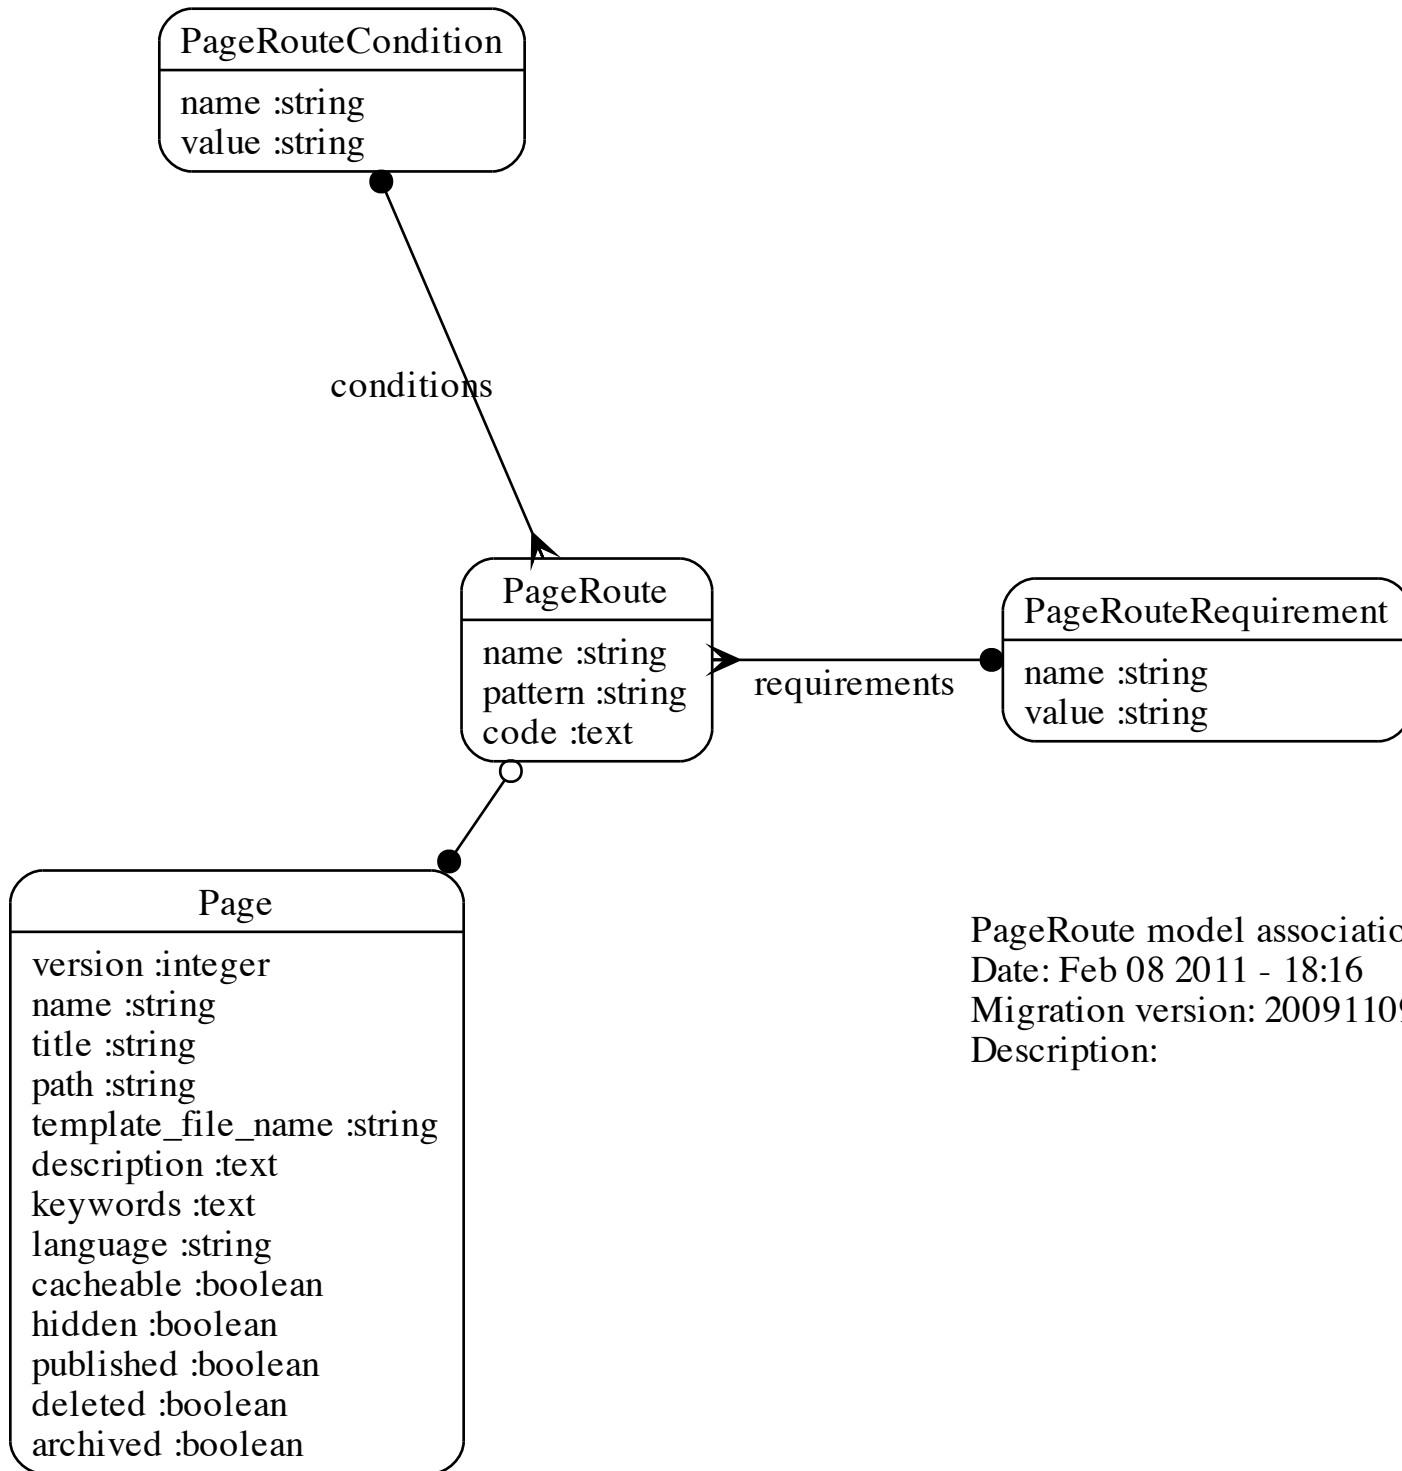 PageRouteCondition
name :string
value :string
conditions
PageRoute
name :string
pattern :string
code :text
requirements
PageRouteRequirement
name :string
value :string
Page
version :integer
name :string
title :string
path :string
template_file_name :string
description :text
keywords :text
language :string
cacheable :boolean
hidden :boolean
published :boolean
deleted :boolean
archived :boolean
PageRoute model
Date: Feb 08 2011 - 18:16
Migration version:
Description: